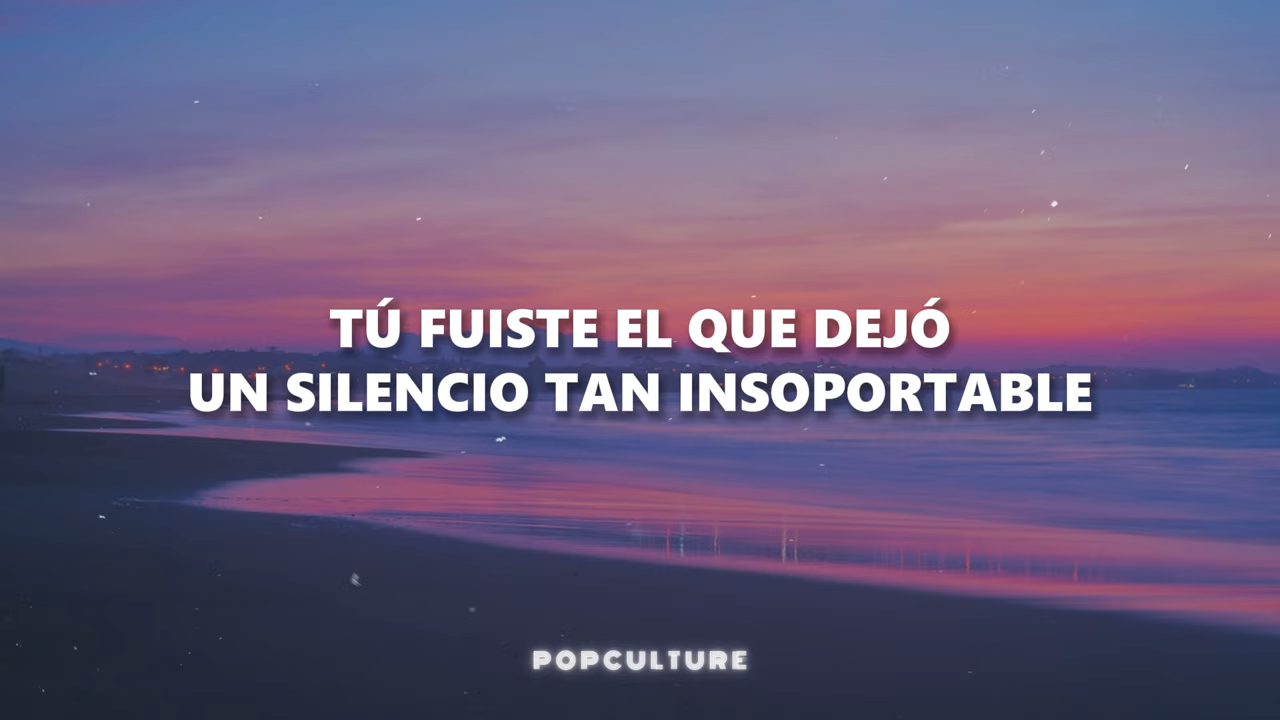 TÚ FUISTE EL QUE DEJÓ
UN SILENCIO TAN INSOPORTABLE
POPCULTURE